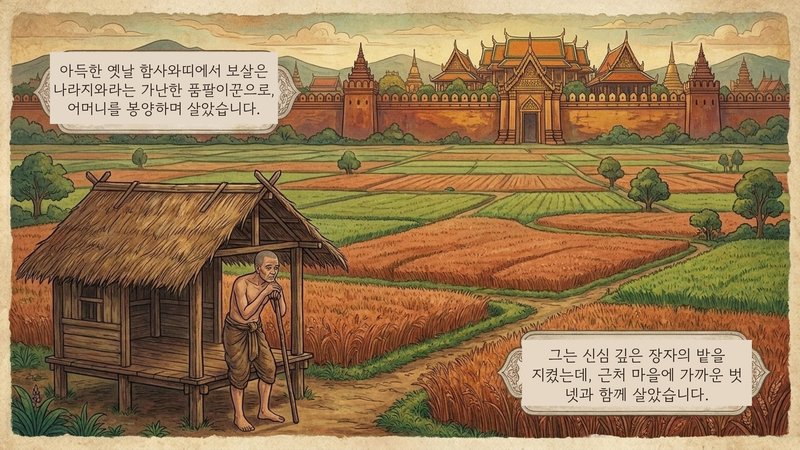 아득한 옛날 함사와띠에서 보살은
나라지와라는 가난한 품팔이꾼으로,
어머니를 봉양하며 살았습니다.
그는 신심 깊은 장자의 밭을
지켰는데, 근처 마을에 가까운 벗
넷과 함께 살았습니다.